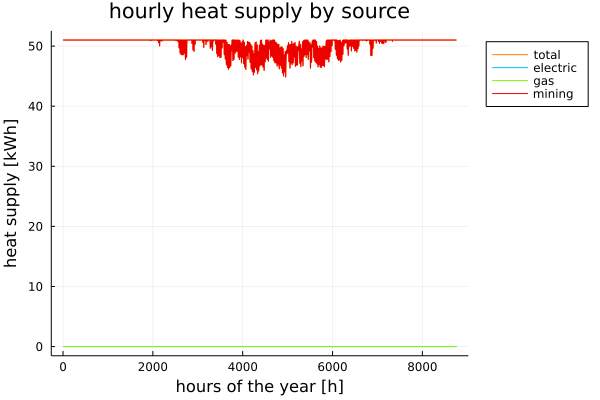 hourly heat supply by source
heat supply [kWh]
50
40
30
20
10
0
0 2000 4000 6000 8000
hours of the year [h]
total
electric
gas
mining